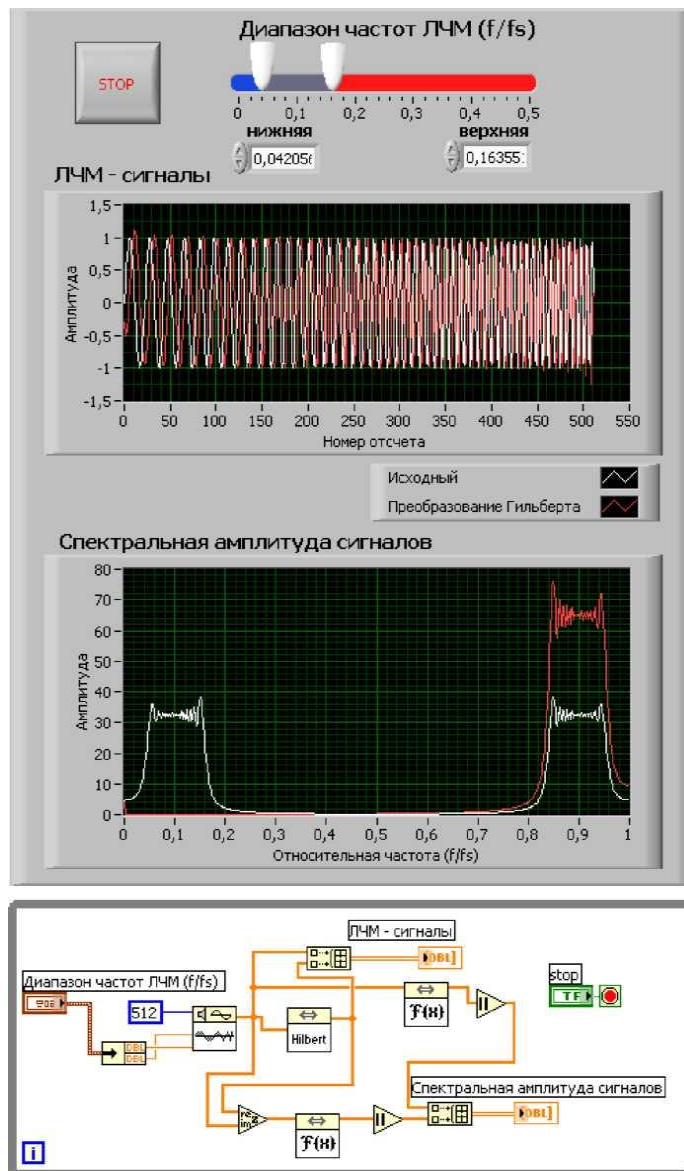 Диапазон частот ЛЧМ (f/fs)
STOP
0 0,1 0,2 0,3 0,4 0,5
нижняя верхняя
0,04205( 0,16355:
ЛЧМ - сигналы
Амплитуда
1,5
1
0,5
0
-0,5
-1
-1,5
0 50 100 150 200 250 300 350 400 450 500 550
Номер отсчета
Исходный
Преобразование Гильберта
Спектральная амплитуда сигналов
Амплитуда
80
70
60
50
40
30
20
10
0
0 0,1 0,2 0,3 0,4 0,5 0,6 0,7 0,8 0,9 1
Относительная частота (f/fs)
ЛЧМ - сигналы
DBL]
Диапазон частот ЛЧМ (f/fs)
512
DBL
DBL
Hilbert
F(x)
stop
TF
Спектральная амплитуда сигналов
re
im
z
F(x)
DBL]
i